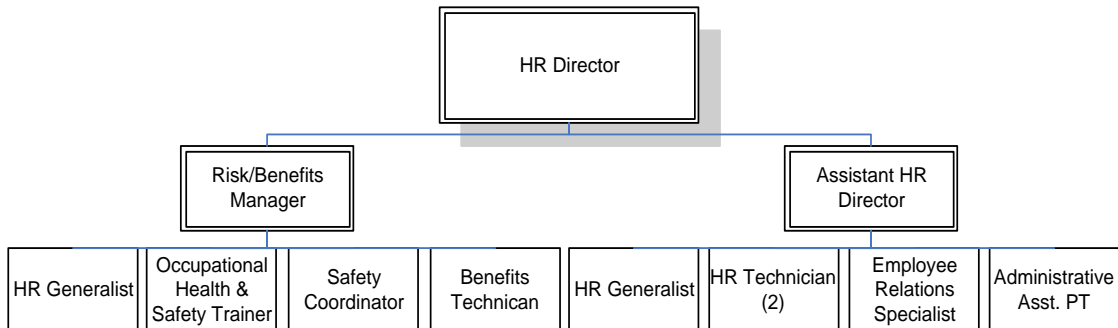 HR Director
Risk/Benefits
Manager
Assistant HR
Director
HR Generalist
Occupational
Health &
Safety Trainer
Safety
Coordinator
Benefits
Technican
HR Generalist
HR Technician
(2)
Employee
Relations
Specialist
Administrative
Asst. PT